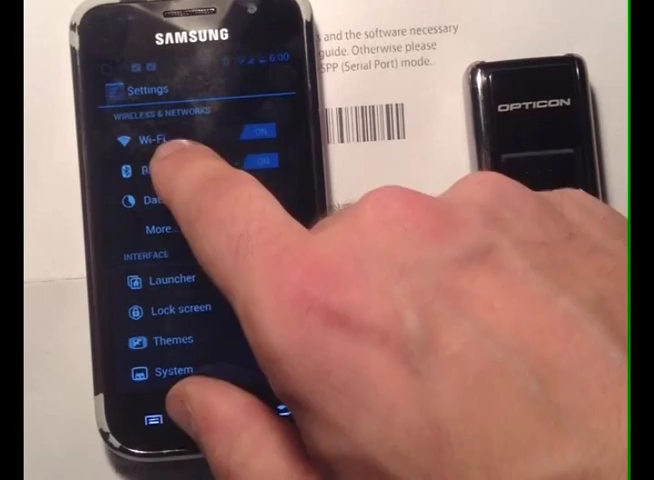 s and the software necessary
guide. Otherwise please
SPP (Serial Port) mode.
SAMSUNG
6:00
Settings
WIRELESS & NETWORKS
Wi-Fi
ON
ON
More...
INTERFACE
Launcher
Lock screen
Themes
System
OPTICON